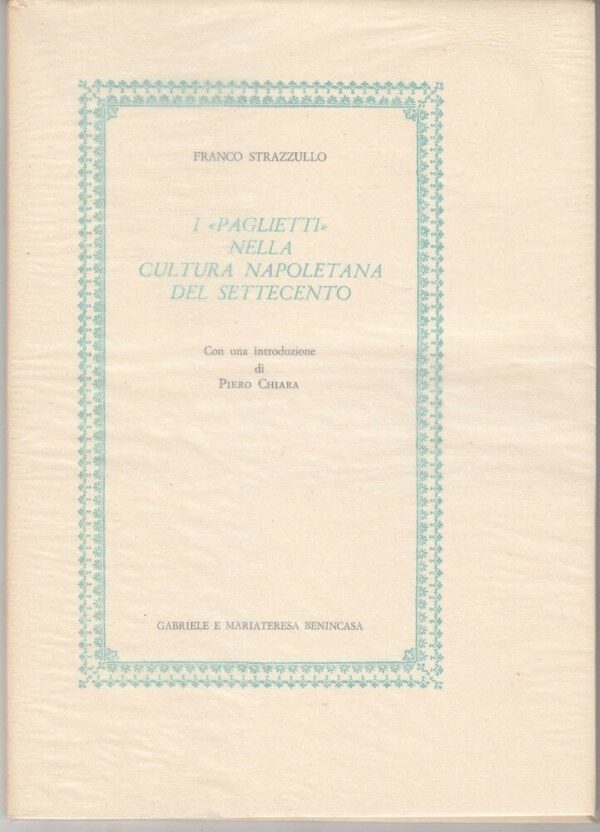 FRANCO STRAZZULLO
I «PAGLIETTI»
NELLA
CULTURA NAPOLETANA
DEL SETTECENTO
Con una introduzione
di
PIERO CHIARA
GABRIELE E MARIATERESA BENINCASA